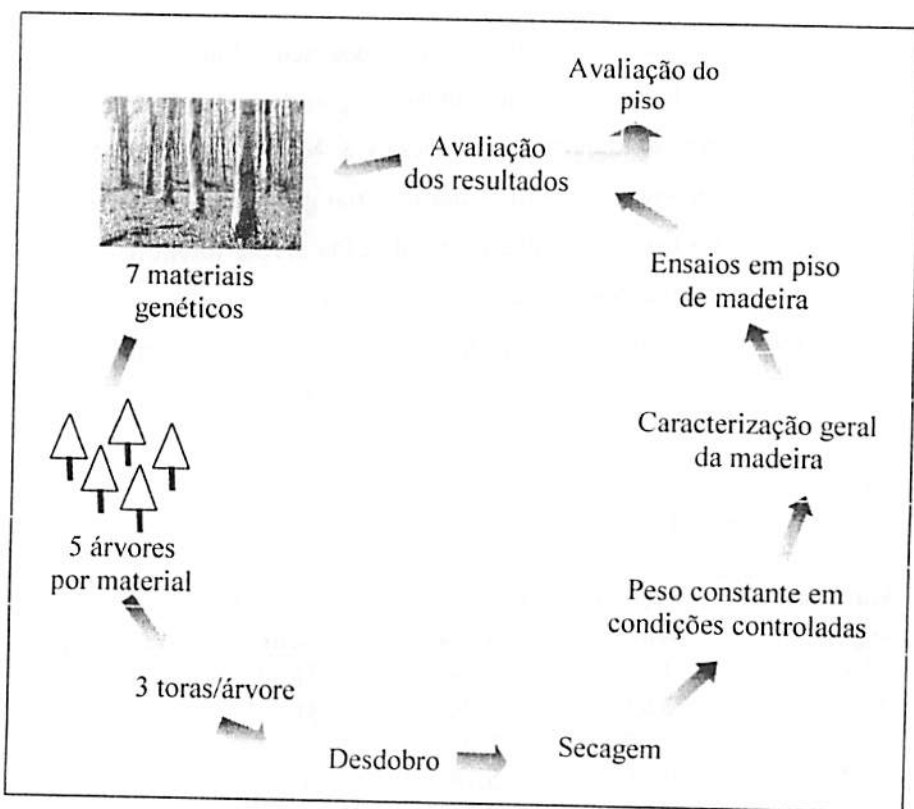 Avaliação do
piso
Avaliação
dos resultados
7 materiais
genéticos
Ensaios em piso
de madeira
Caracterização geral
da madeira
5 árvores
por material
Peso constante em
condições controladas
3 toras/árvore
Desdobro
Secagem